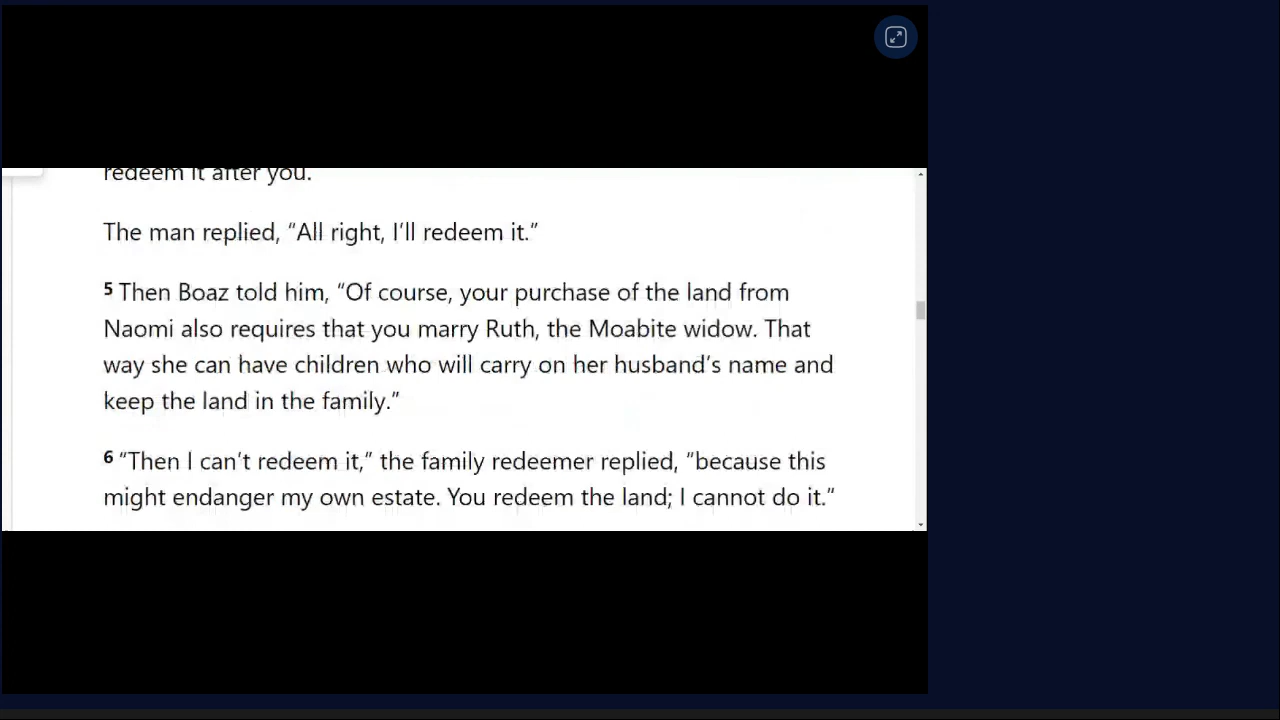 redeem it after you.
The man replied, “All right, I’ll redeem it.”
5 Then Boaz told him, “Of course, your purchase of the land from
Naomi also requires that you marry Ruth, the Moabite widow. That
way she can have children who will carry on her husband’s name and
keep the land in the family.”
6 “Then I can’t redeem it,” the family redeemer replied, “because this
might endanger my own estate. You redeem the land; I cannot do it.”